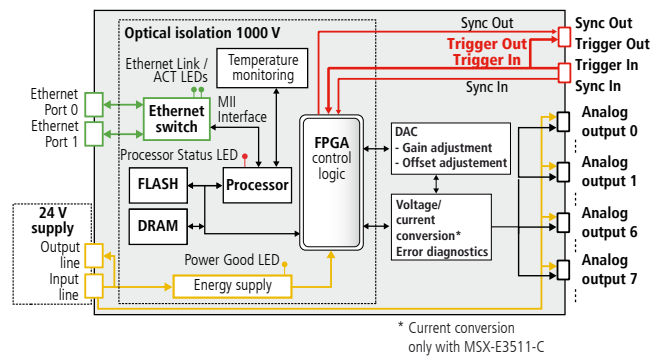 Optical isolation 1000 V
Sync Out
Sync Out
Trigger Out
Trigger Out
Trigger In
Trigger In
Sync In
Sync In
Ethernet Link /
ACT LEDs
Temperature
monitoring
Ethernet
Port 0
Ethernet
Port 1
Ethernet
switch
MII
Interface
FPGA
control
logic
DAC
- Gain adjustment
- Offset adjustement
Analog
output 0
Processor Status LED
FLASH
Processor
DRAM
Analog
output 1
Voltage/
current
conversion*
Error diagnostics
Analog
output 6
24 V
supply
Output
line
Input
line
Power Good LED
Energy supply
Analog
output 7
* Current conversion
only with MSX-E3511-C